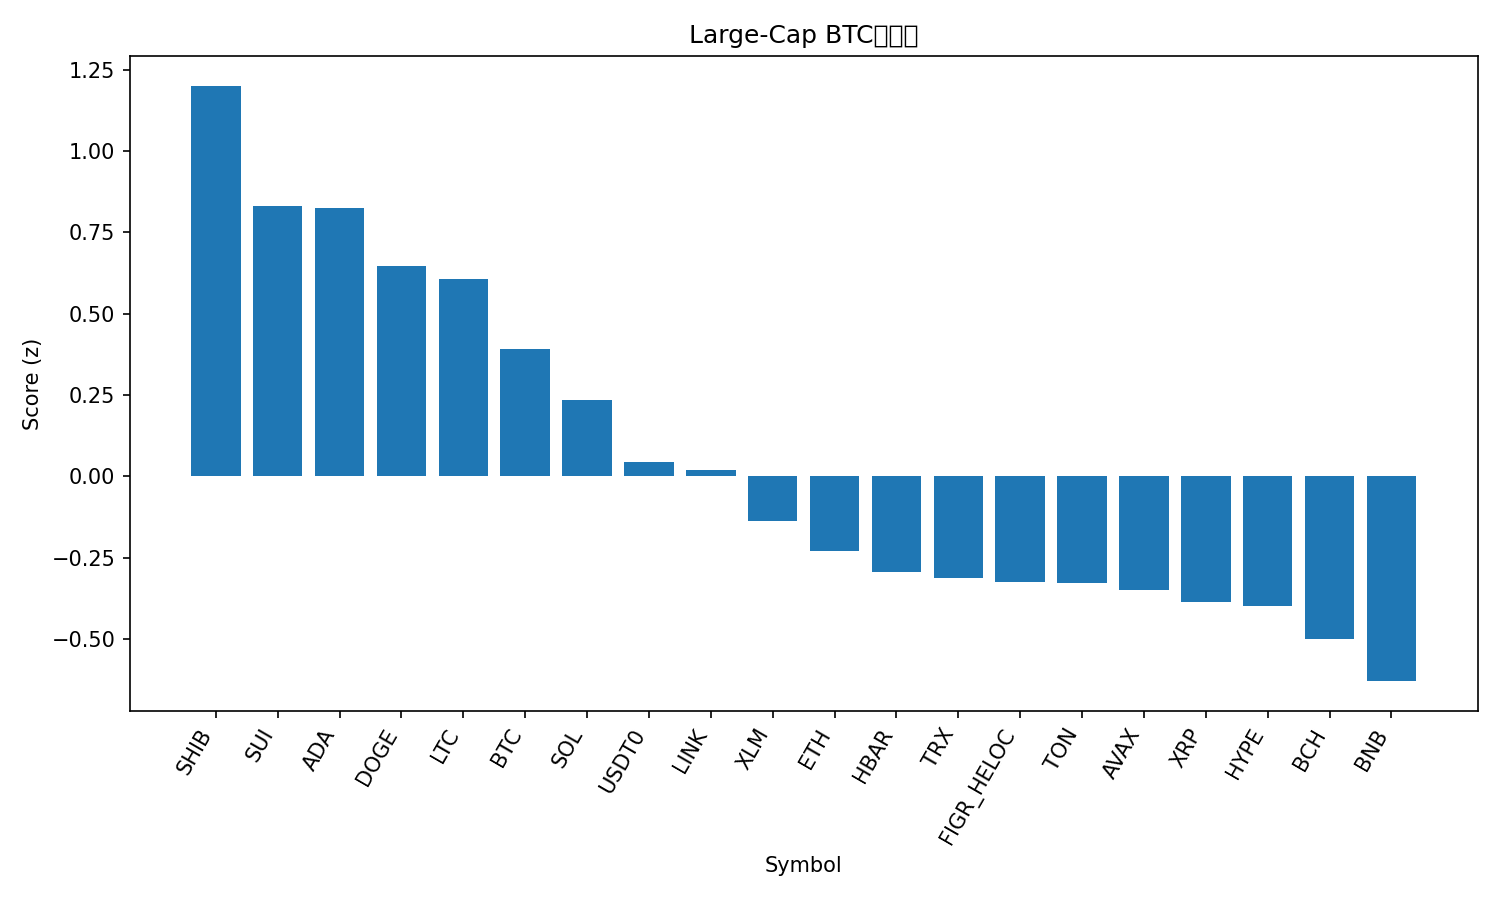 Large-Cap BTC
1.25
1.00
0.75
0.50
0.25
0.00
−0.25
−0.50
Score (z)
SHIB
SUI
ADA
DOGE
LTC
BTC
SOL
USDT0
LINK
XLM
ETH
HBAR
TRX
FIGR_HELOC
TON
AVAX
XRP
HYPE
BCH
BNB
Symbol